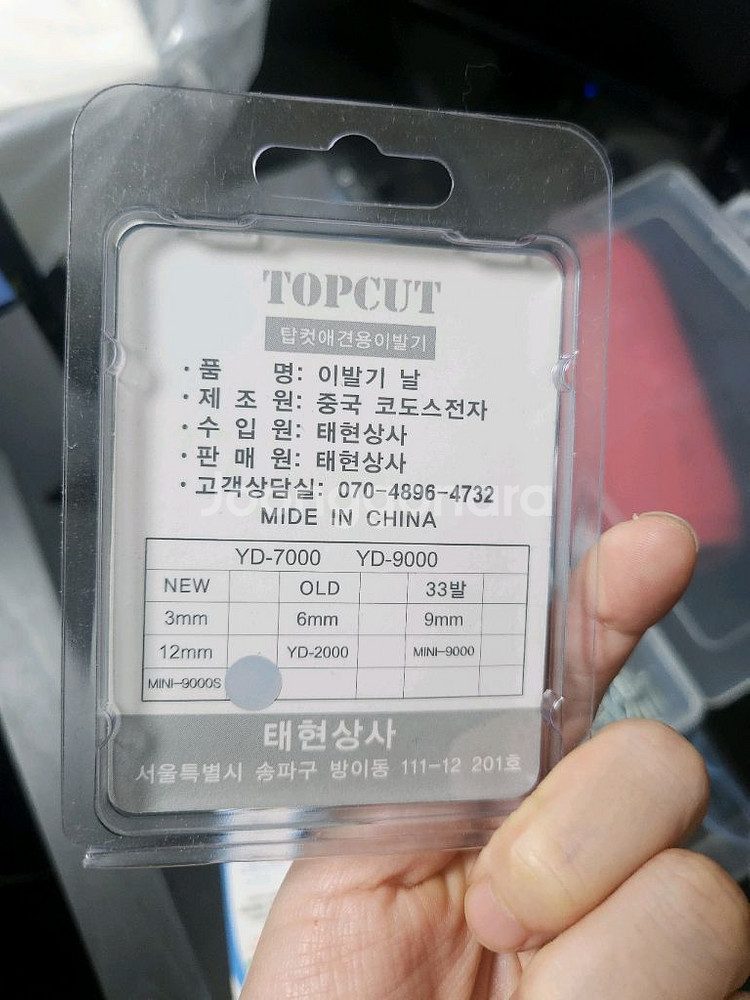 TOPCUT
탑컷애견용이발기
·품 명: 이발기 날
·제 조 원: 중국 코도스전자
·수 입 원: 태현상사
·판 매 원: 태현상사
·고객상담실: 070-4896-4732
MIDE IN CHINA
YD-7000 YD-9000
NEW OLD 33발
3mm 6mm 9mm
12mm YD-2000 MINI-9000
MINI-9000S
태현상사
서울특별시 송파구 방이동 111-12 201호